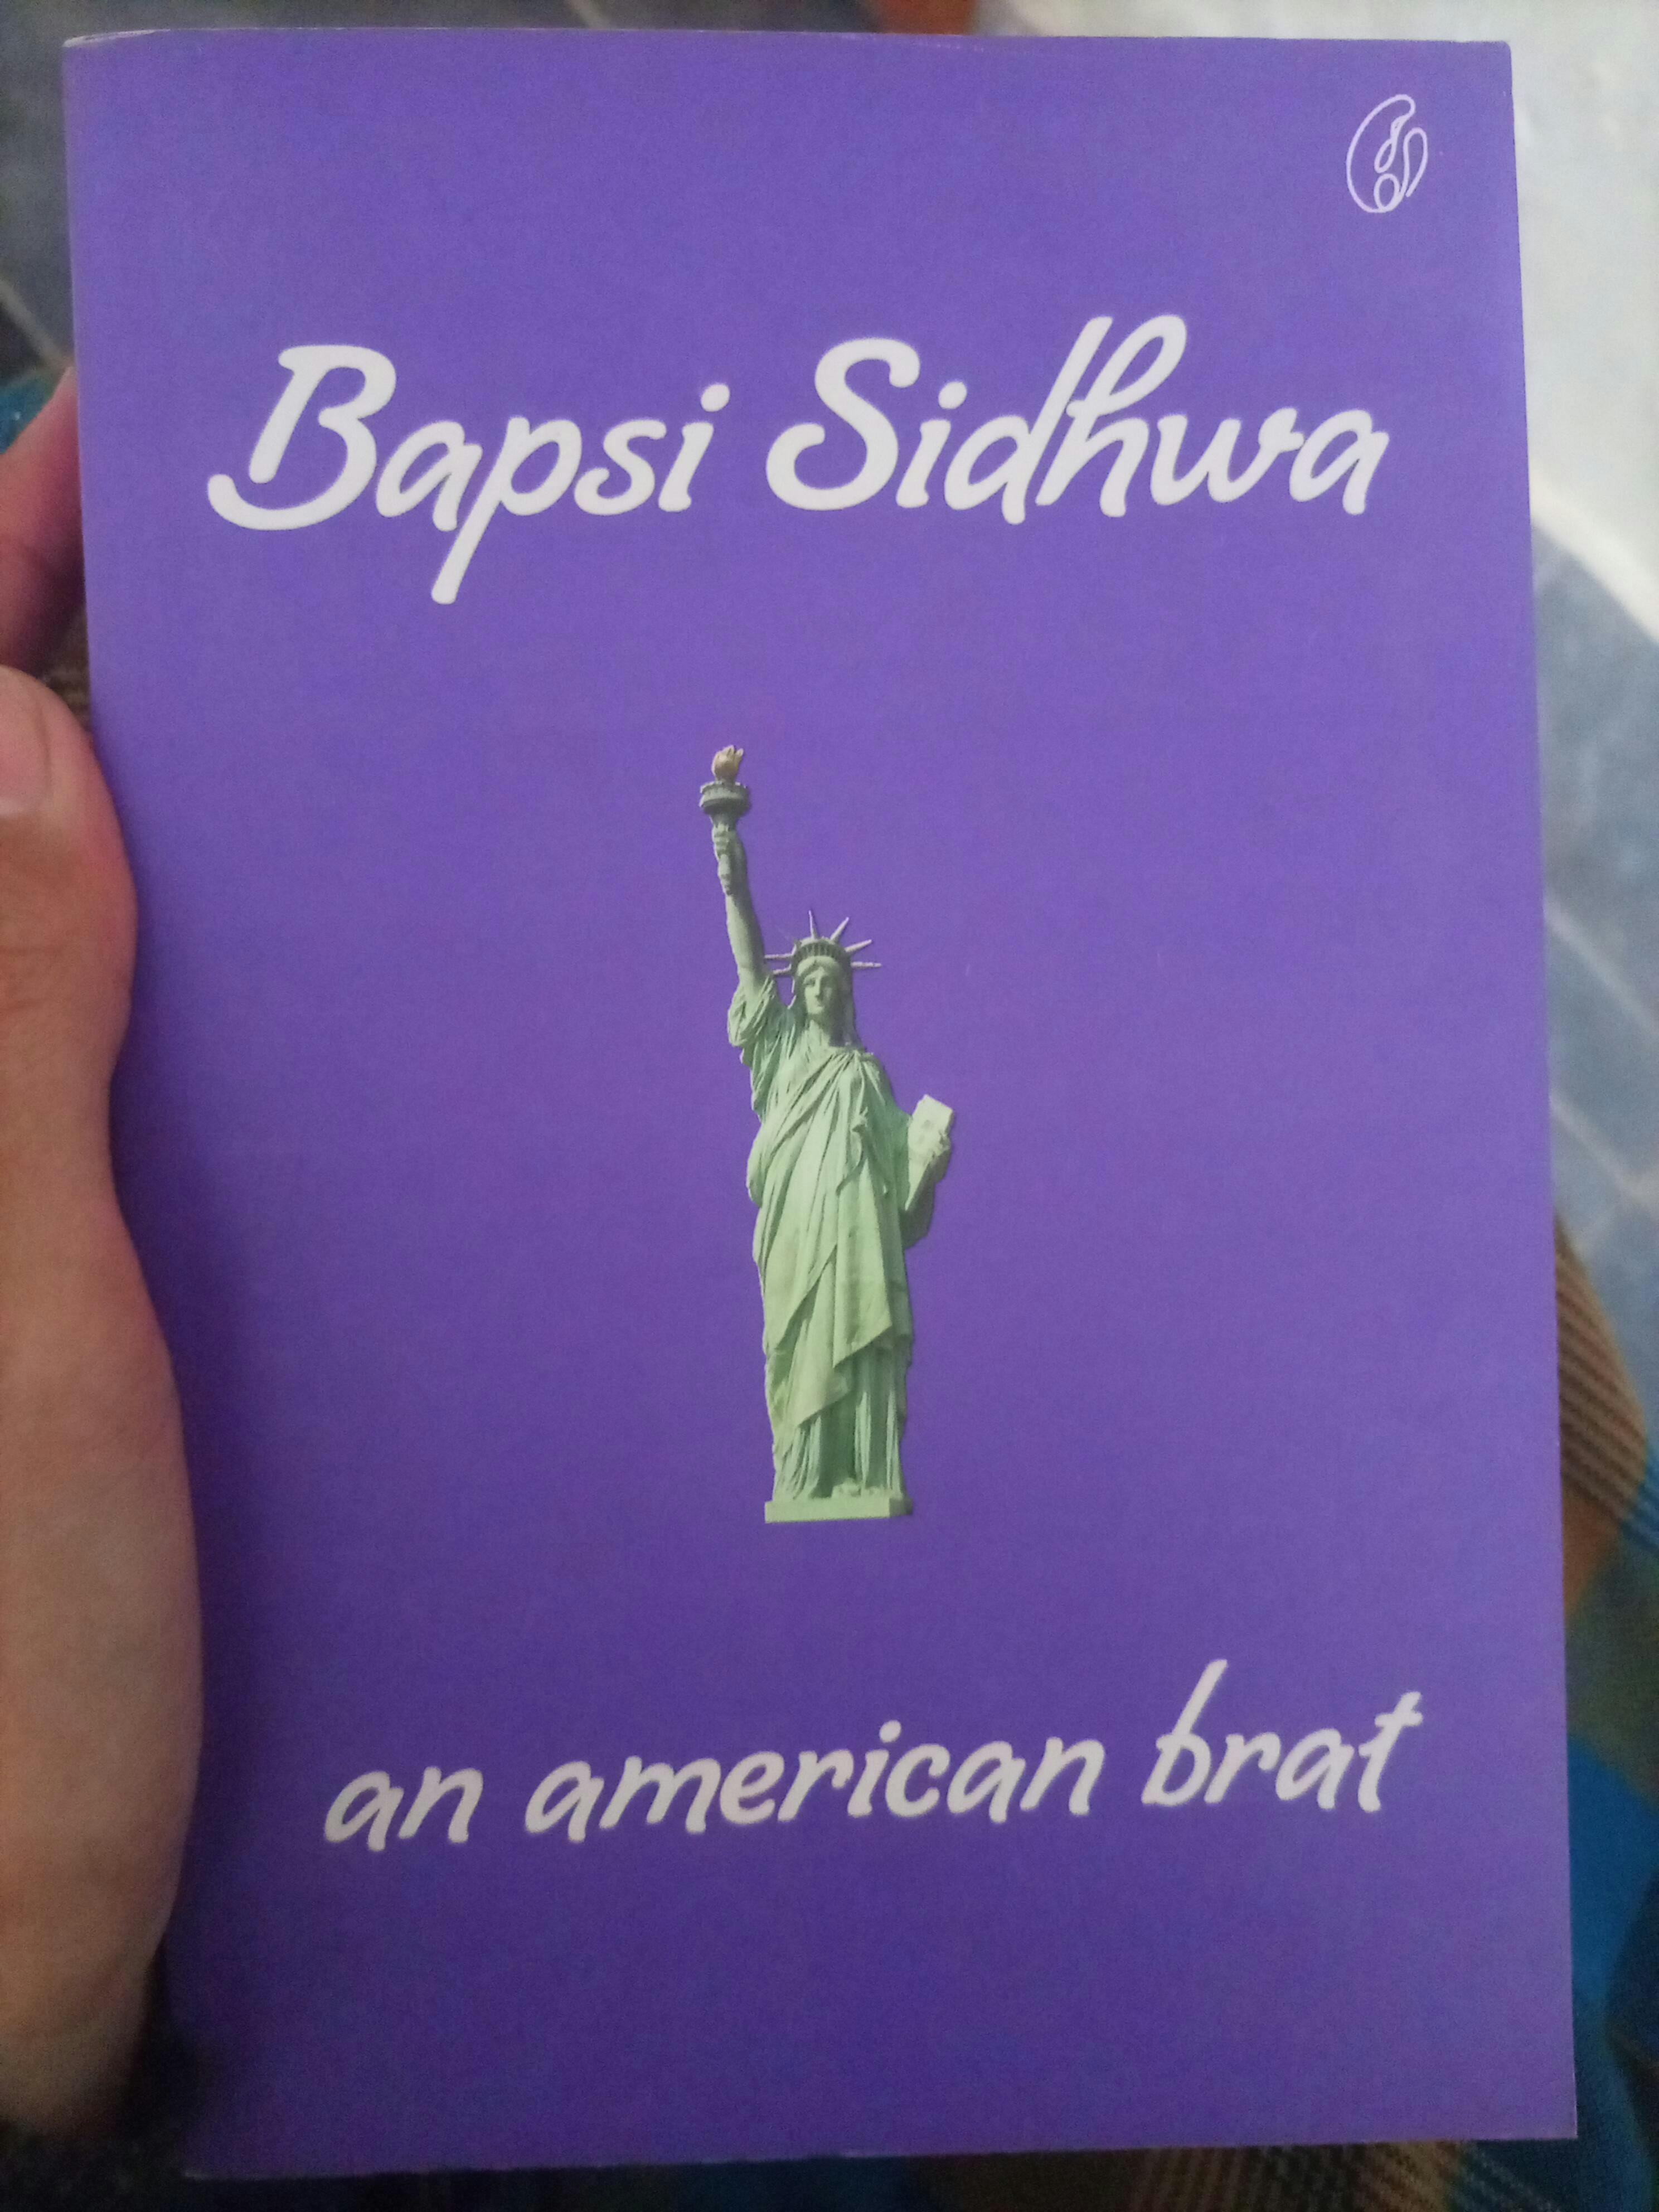 Bapsi Sidhwa
an american brat